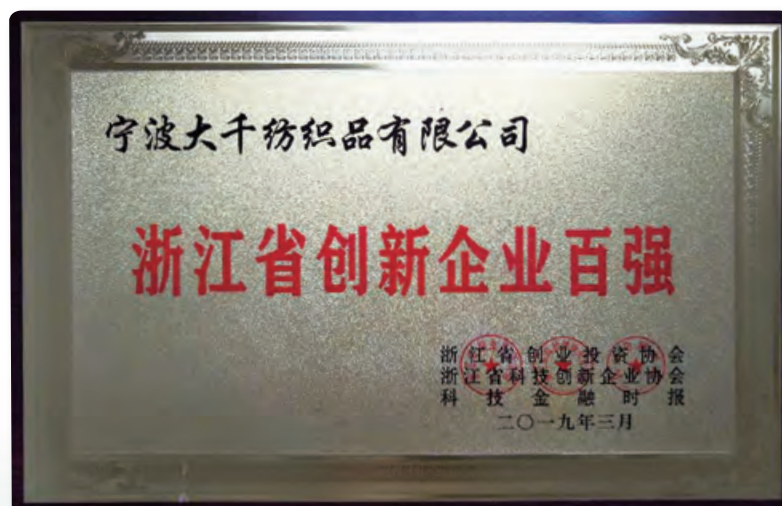 宁波大千纺织品有限公司
浙江省创新企业百强
浙江省创业投资协会
浙江省科技创新企业协会
科技金融时报
二〇一九年三月